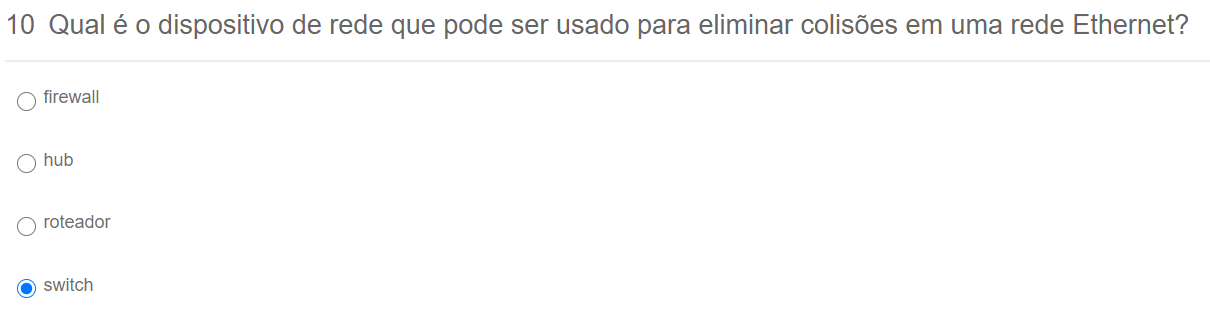 10 Qual é o dispositivo de rede que pode ser usado para eliminar colisões em uma rede Ethernet?
firewall
hub
roteador
switch